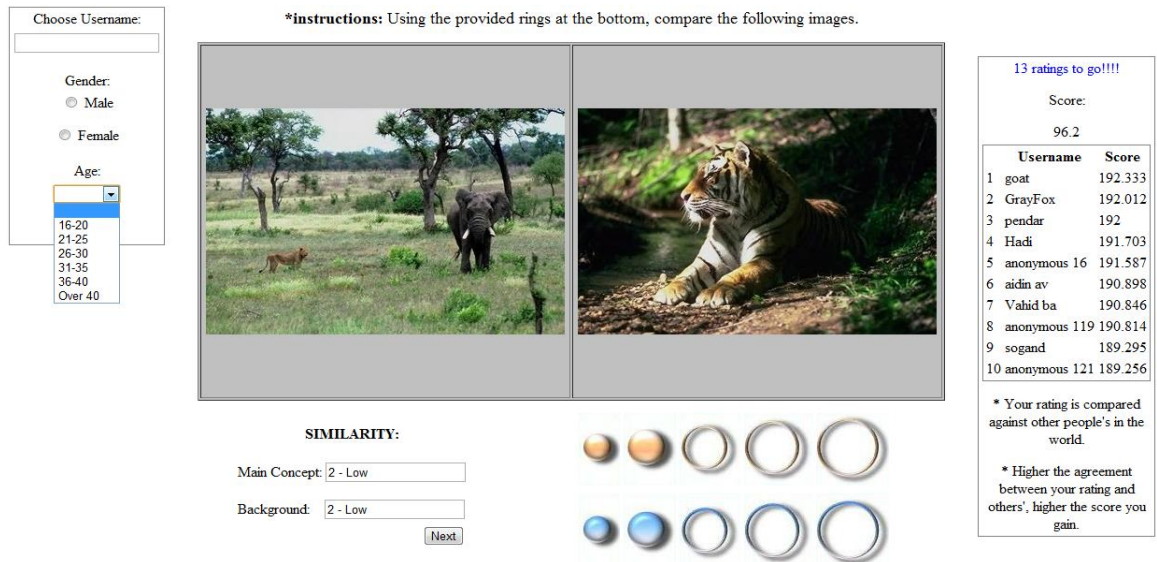 Choose Username:
Gender:
Male
Female
Age:
16-20
21-25
26-30
31-35
36-40
Over 40
*instructions: Using the provided rings at the bottom, compare the following images.
SIMILARITY:
Main Concept: 2 - Low
Background: 2 - Low
Next
13 ratings to go!!!!
Score:
96.2
Username Score
1 goat 192.333
2 GrayFox 192.012
3 pendar 192
4 Hadi 191.703
5 anonymous 16 191.587
6 aidin av 190.898
7 Vahid ba 190.846
8 anonymous 119 190.814
9 sogand 189.295
10 anonymous 121 189.256
* Your rating is compared
against other people's in the
world.
* Higher the agreement
between your rating and
others', higher the score you
gain.